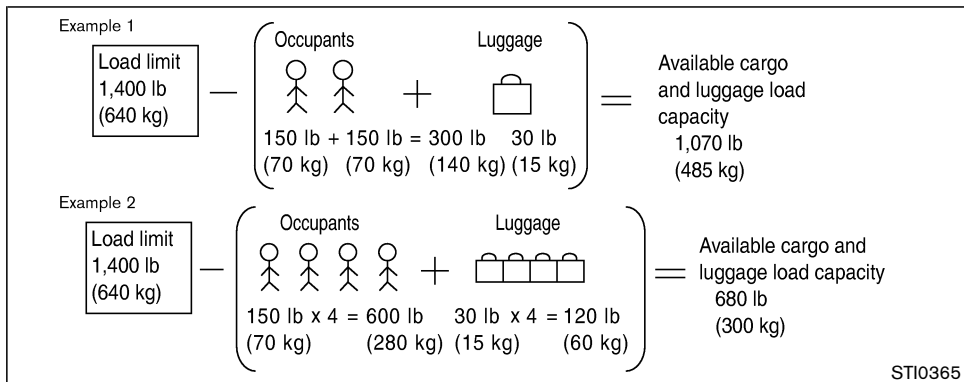 Example 1
Load limit
1,400 lb
(640 kg)
−
Occupants
+
Luggage
150 lb + 150 lb = 300 lb 30 lb
(70 kg) (70 kg) (140 kg) (15 kg)
=
Available cargo
and luggage load
capacity
1,070 lb
(485 kg)
Example 2
Load limit
1,400 lb
(640 kg)
−
Occupants
+
Luggage
150 lb x 4 = 600 lb 30 lb x 4 = 120 lb
(70 kg) (280 kg) (15 kg) (60 kg)
=
Available cargo and
luggage load capacity
680 lb
(300 kg)
STI0365